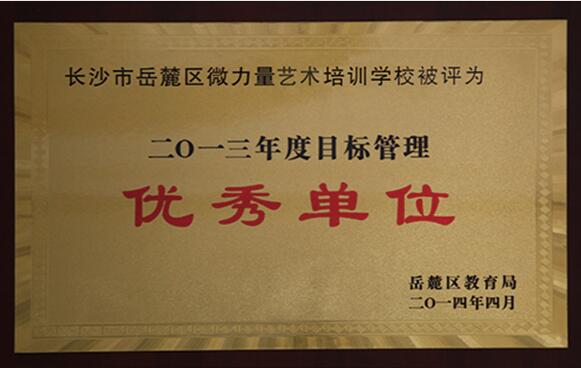 长沙市岳麓区微力量艺术培训学校被评为
二〇一三年度目标管理
优秀单位
岳麓区教育局
二〇一四年四月